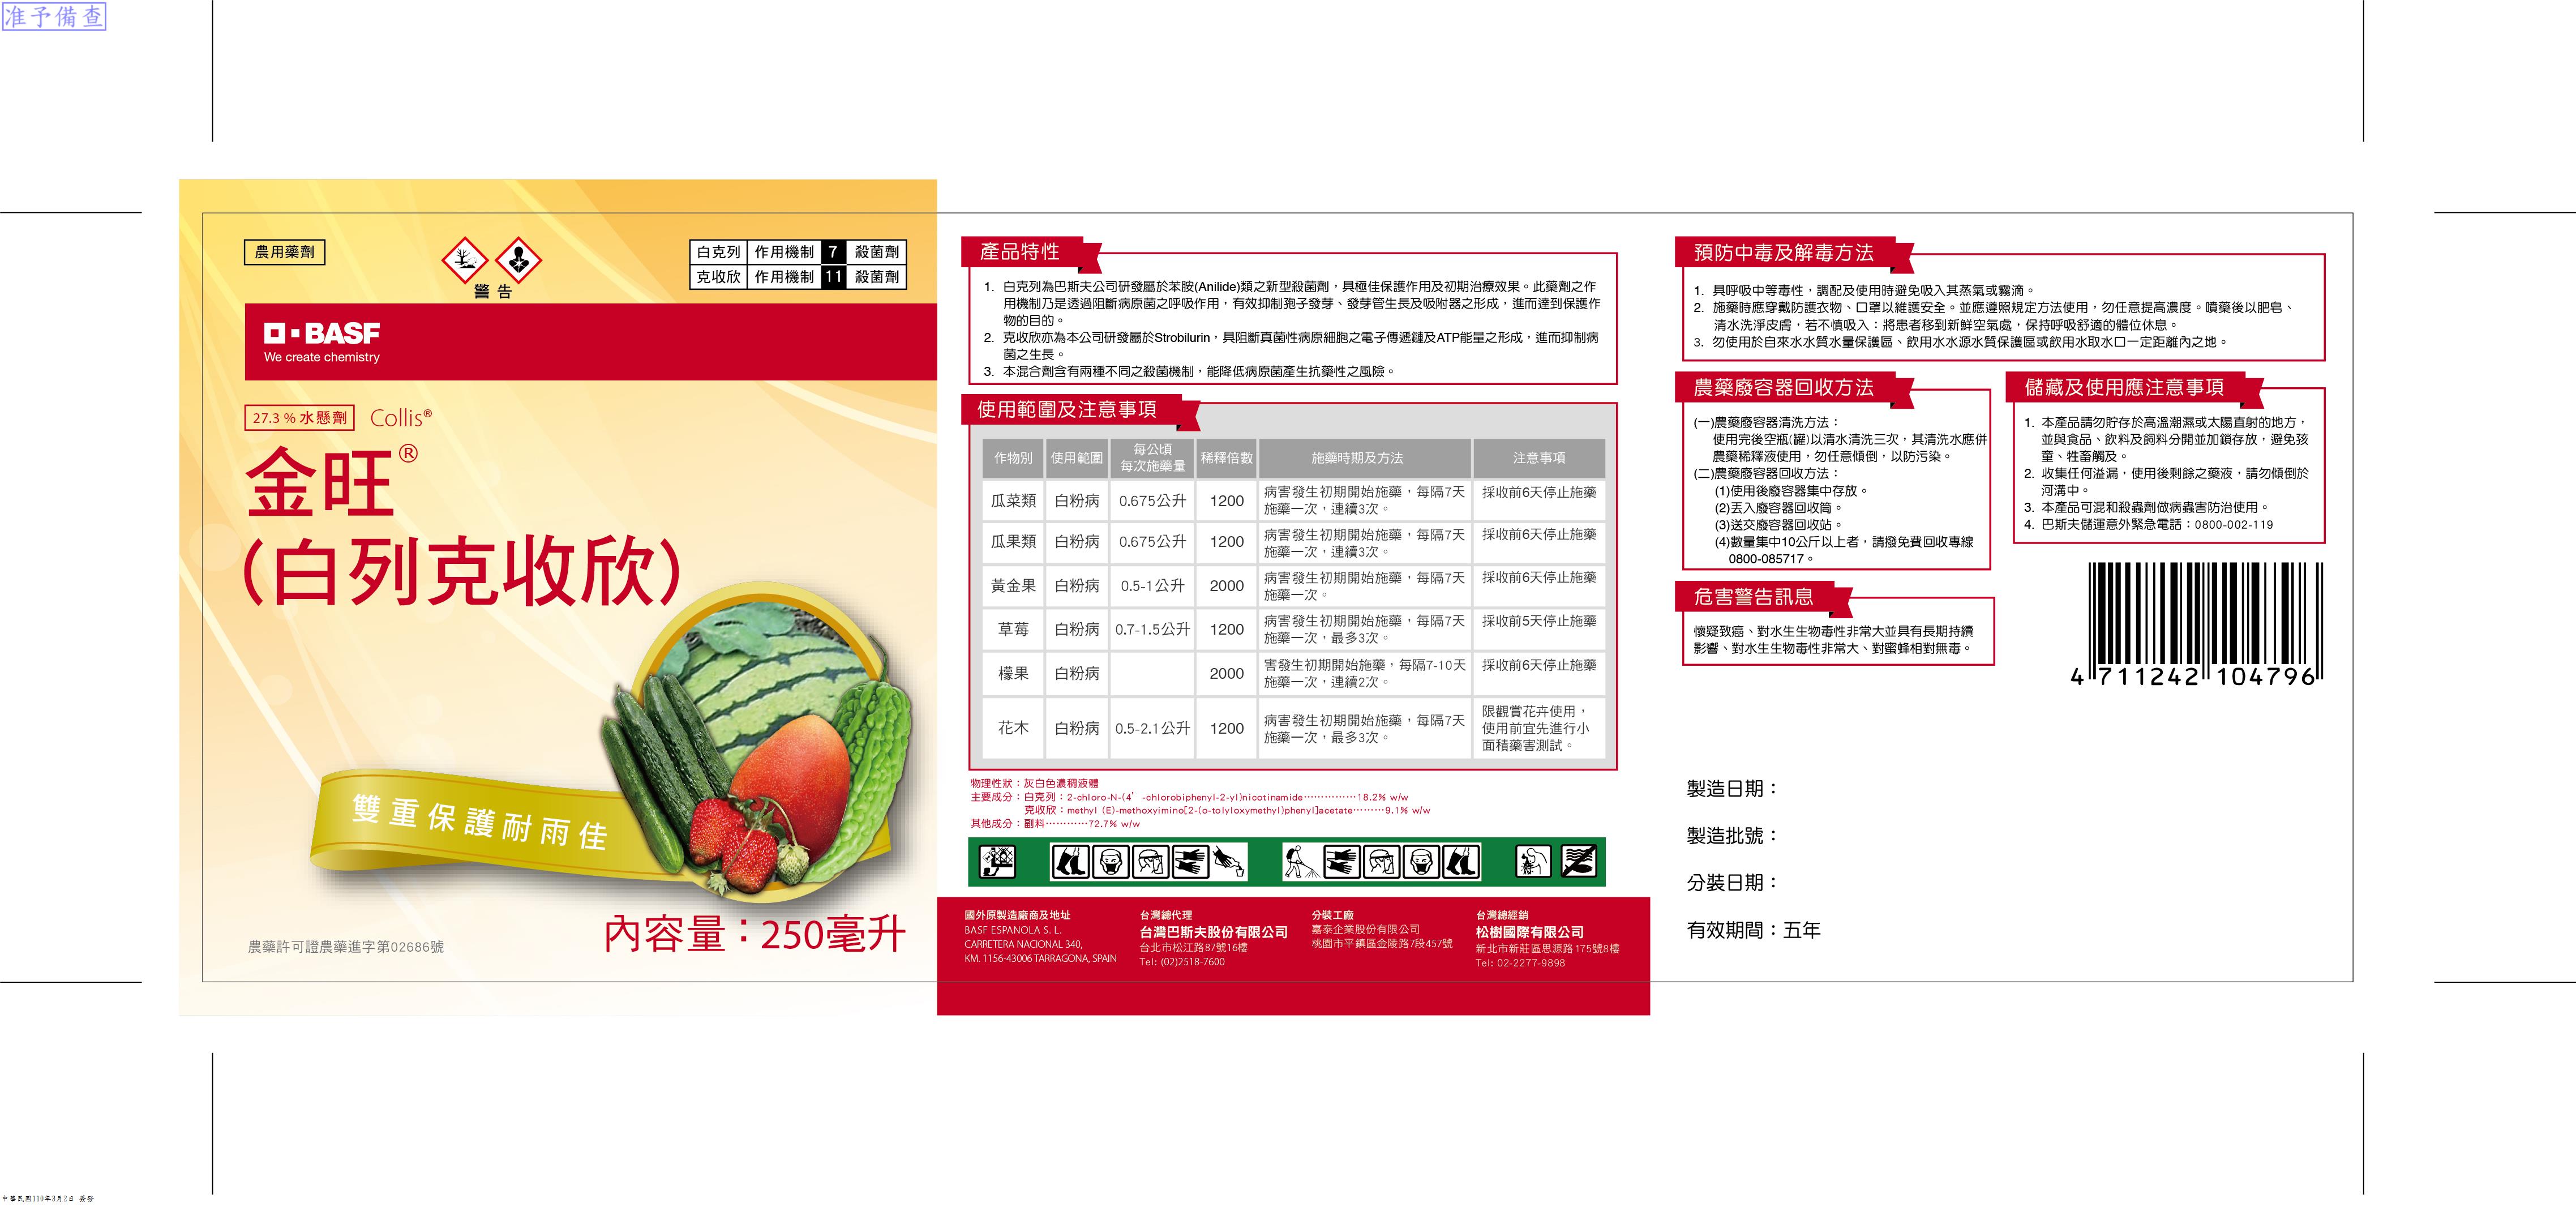 准予備查
農用藥劑
警告
白克列 作用機制 7 殺菌劑
克收欣 作用機制 11 殺菌劑
BASF
We create chemistry
27.3 % 水懸劑 Collis®
金旺®
(白列克收欣)
雙重保護耐雨佳
農藥許可證農藥進字第02686號
內容量：250毫升
產品特性
1. 白克列為巴斯夫公司研發屬於苯胺(Anilide)類之新型殺菌劑，具極佳保護作用及初期治療效果。此藥劑之作
用機制乃是透過阻斷病原菌之呼吸作用，有效抑制孢子發芽、發芽管生長及吸附器之形成，進而達到保護作
物的目的。
2. 克收欣亦為本公司研發屬於Strobilurin，具阻斷真菌性病原細胞之電子傳遞鏈及ATP能量之形成，進而抑制病
菌之生長。
3. 本混合劑含有兩種不同之殺菌機制，能降低病原菌產生抗藥性之風險。
使用範圍及注意事項
作物別 使用範圍 每公頃 每次施藥量 稀釋倍數 施藥時期及方法 注意事項
瓜菜類 白粉病 0.675公升 1200 病害發生初期開始施藥，每隔7天 採收前6天停止施藥
施藥一次，連續3次。
瓜果類 白粉病 0.675公升 1200 病害發生初期開始施藥，每隔7天 採收前6天停止施藥
施藥一次，連續3次。
黃金果 白粉病 0.5-1公升 2000 病害發生初期開始施藥，每隔7天 採收前6天停止施藥
施藥一次。
草莓 白粉病 0.7-1.5公升 1200 病害發生初期開始施藥，每隔7天 採收前5天停止施藥
施藥一次，最多3次。
檬果 白粉病 2000 害發生初期開始施藥，每隔7-10天 採收前6天停止施藥
施藥一次，連續2次。
花木 白粉病 0.5-2.1公升 1200 病害發生初期開始施藥，每隔7天
施藥一次，最多3次。
限觀賞花卉使用，
使用前宜先進行小
面積藥害測試。
物理性狀：灰白色濃稠液體
主要成分：白克列：2-chloro-N-(4’-chlorobiphenyl-2-yl)nicotinamide……………18.2% w/w
克收欣：methyl (E)-methoxyimino[2-(o-tolyloxymethyl)phenyl]acetate………9.1% w/w
其他成分：副料…………72.7% w/w
國外原製造廠商及地址
BASF ESPANOLA S. L.
CARRETERA NACIONAL 340,
KM. 1156-43006 TARRAGONA, SPAIN
台灣總代理
台灣巴斯夫股份有限公司
台北市松江路87號16樓
Tel: (02)2518-7600
分裝工廠
嘉泰企業股份有限公司
桃園市平鎮區金陵路7段457號
台灣總經銷
松樹國際有限公司
新北市新莊區思源路175號8樓
Tel: 02-2277-9898
預防中毒及解毒方法
1. 具呼吸中等毒性，調配及使用時避免吸入其蒸氣或霧滴。
2. 施藥時應穿戴防護衣物、口罩以維護安全。並應遵照規定方法使用，勿任意提高濃度。噴藥後以肥皂、
清水洗淨皮膚，若不慎吸入：將患者移到新鮮空氣處，保持呼吸舒適的體位休息。
3. 勿使用於自來水水質水量保護區、飲用水水源水質保護區或飲用水取水口一定距離內之地。
農藥廢容器回收方法
(一)農藥廢容器清洗方法：
使用完後空瓶(罐)以清水清洗三次，其清洗水應併
農藥稀釋液使用，勿任意傾倒，以防污染。
(二)農藥廢容器回收方法：
(1)使用後廢容器集中存放。
(2)丟入廢容器回收筒。
(3)送交廢容器回收站。
(4)數量集中10公斤以上者，請撥免費回收專線
0800-085717。
儲藏及使用應注意事項
1. 本產品請勿貯存於高溫潮濕或太陽直射的地方，
並與食品、飲料及飼料分開並加鎖存放，避免孩
童、牲畜觸及。
2. 收集任何溢漏，使用後剩餘之藥液，請勿傾倒於
河溝中。
3. 本產品可混和殺蟲劑做病蟲害防治使用。
4. 巴斯夫儲運意外緊急電話：0800-002-119
危害警告訊息
懷疑致癌、對水生生物毒性非常大並具有長期持續
影響、對水生生物毒性非常大、對蜜蜂相對無毒。
4 711242 104796
製造日期：
製造批號：
分裝日期：
有效期間：五年
中華民國110年3月2日 簽發